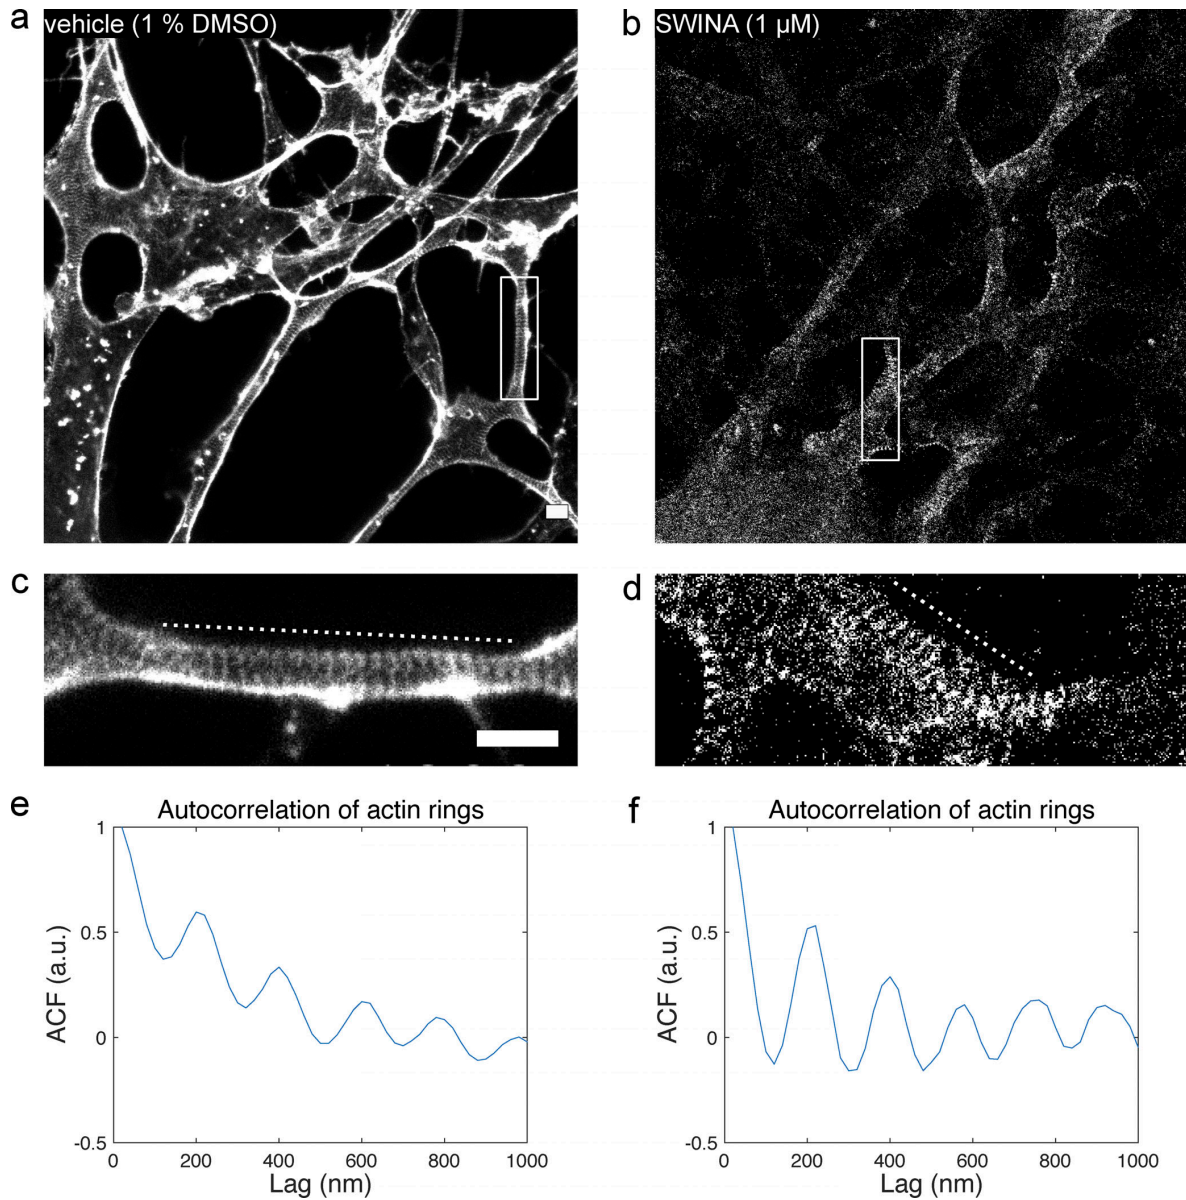 a
vehicle (1 % DMSO)
b
SWINA (1 µM)
c
d
e
Autocorrelation of actin rings
1
0.5
0
-0.5
ACF (a.u.)
0
200
400
600
800
1000
Lag (nm)
f
Autocorrelation of actin rings
1
0.5
0
-0.5
ACF (a.u.)
0
200
400
600
800
1000
Lag (nm)